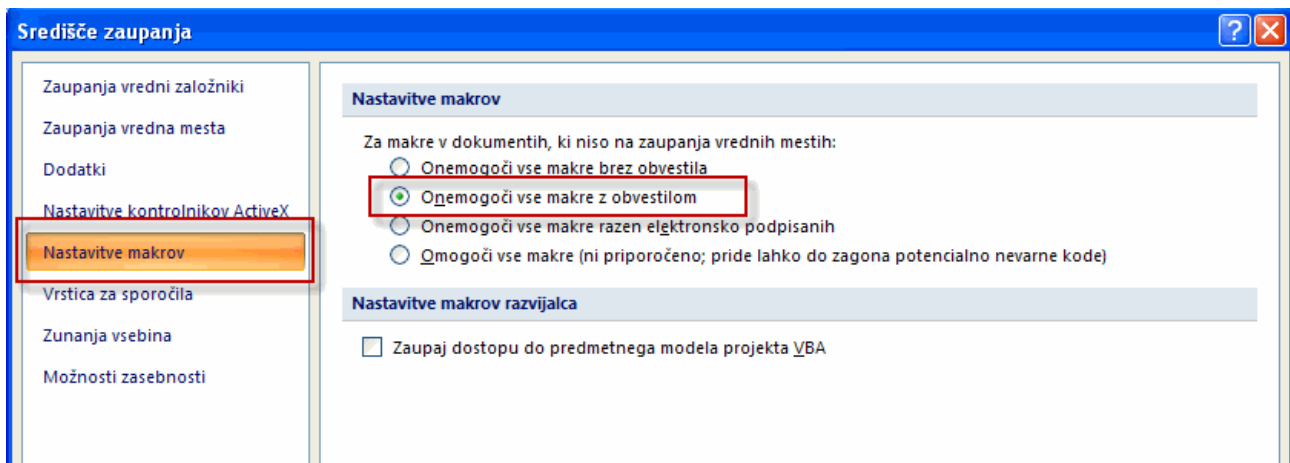 Središče zaupanja
Zaupanja vredni založniki
Zaupanja vredna mesta
Dodatki
Nastavitve kontrolnikov ActiveX
Nastavitve makrov
Vrstica za sporočila
Zunanja vsebina
Možnosti zasebnosti
Nastavitve makrov
Za makre v dokumentih, ki niso na zaupanja vrednih mestih:
Onemogoči vse makre brez obvestila
Onemogoči vse makre z obvestilom
Onemogoči vse makre razen elektronsko podpisanih
Omogoči vse makre (ni priporočeno; pride lahko do zagona potencialno nevarne kode)
Nastavitve makrov razvijalca
Zaupaj dostopu do predmetnega modela projekta VBA